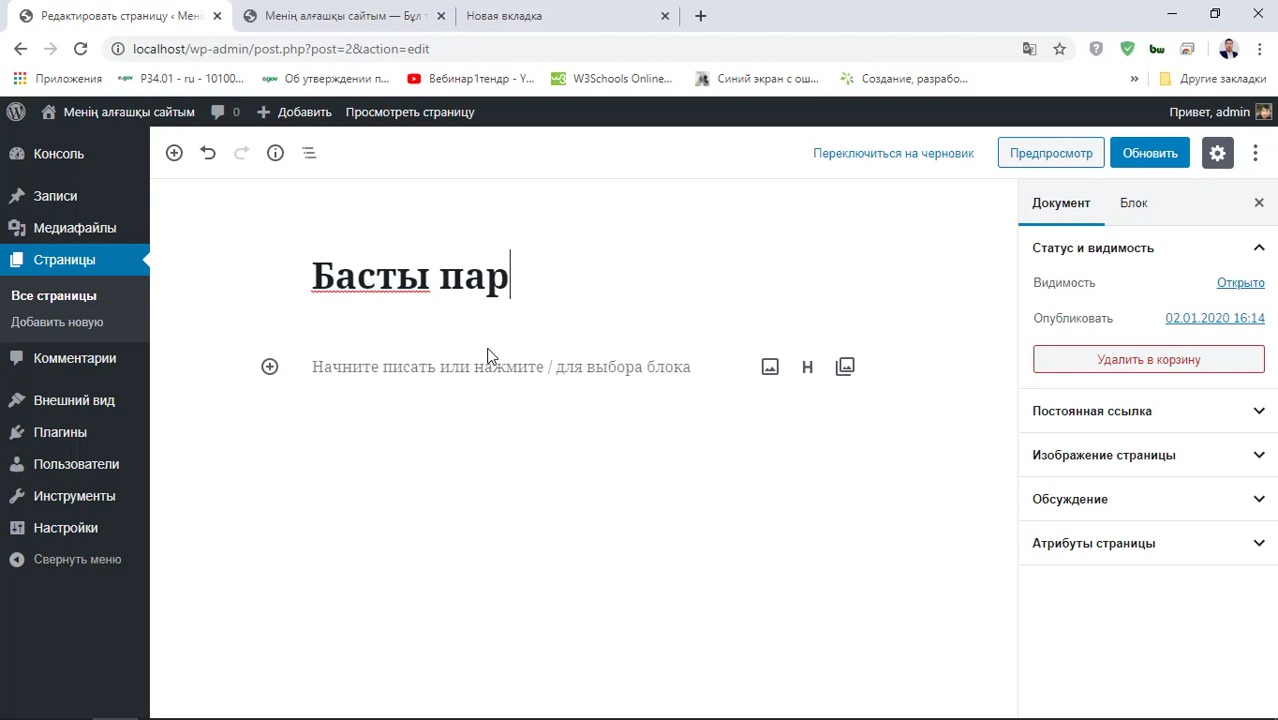 Редактировать страницу ‹ Мен
Менің алғашқы сайтым — Бұл т
Новая вкладка
localhost/wp-admin/post.php?post=2&action=edit
Приложения
P34.01 - ru - 10100...
Об утверждении п...
Вебинар1тендр - Y...
W3Schools Online...
Синий экран с ош...
Создание, разрабо...
»
Другие закладки
Менің алғашқы сайтым
0
Добавить
Просмотреть страницу
Привет, admin
Консоль
Записи
Медиафайлы
Страницы
Все страницы
Добавить новую
Комментарии
Внешний вид
Плагины
Пользователи
Инструменты
Настройки
Свернуть меню
Переключиться на черновик
Предпросмотр
Обновить
Басты пар
Начните писать или нажмите / для выбора блока
H
Документ
Блок
Статус и видимость
Видимость
Открыто
Опубликовать
02.01.2020 16:14
Удалить в корзину
Постоянная ссылка
Изображение страницы
Обсуждение
Атрибуты страницы